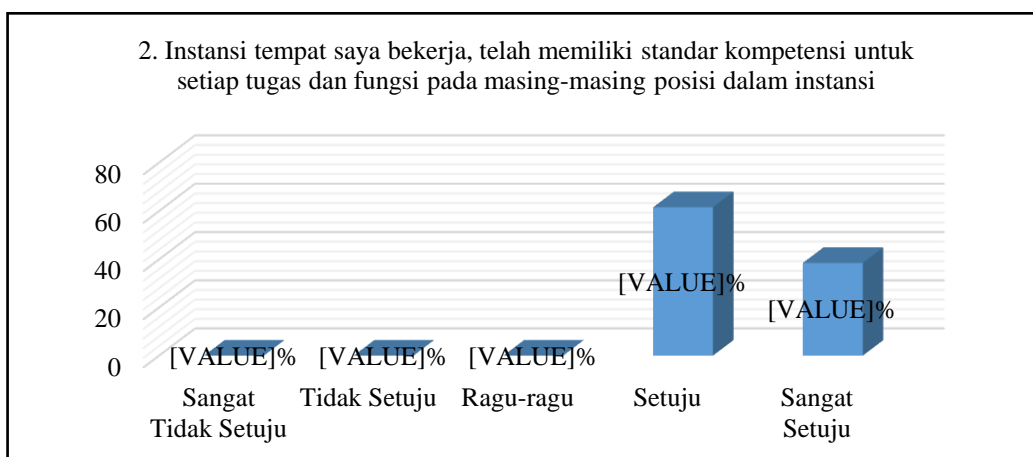 2. Instansi tempat saya bekerja, telah memiliki standar kompetensi untuk
setiap tugas dan fungsi pada masing-masing posisi dalam instansi
80
60
40
20
0
[VALUE]%
[VALUE]%
[VALUE]%
[VALUE]%
[VALUE]%
Sangat
Tidak Setuju
Tidak Setuju
Ragu-ragu
Setuju
Sangat
Setuju